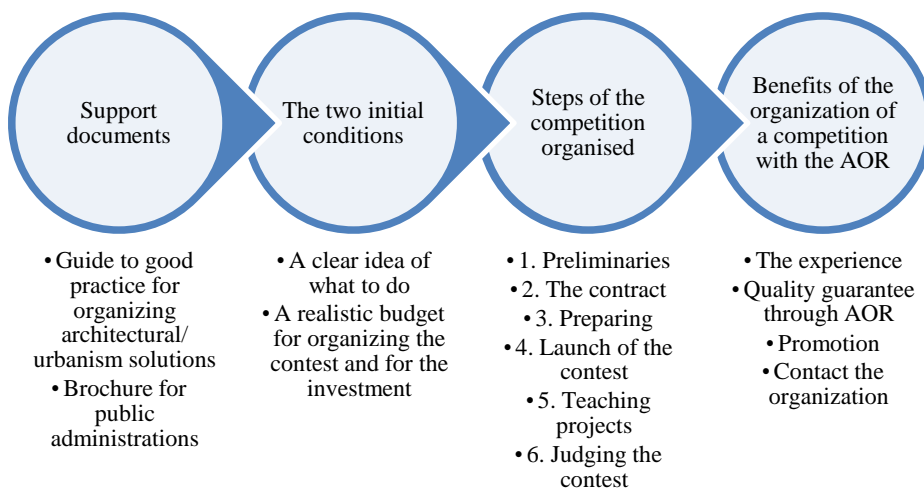 Support
documents
• Guide to good
practice for
organizing
architectural/
urbanism solutions
• Brochure for
public
administrations
The two initial
conditions
• A clear idea of
what to do
• A realistic budget
for organizing the
contest and for the
investment
Steps of the
competition
organised
• 1. Preliminaries
• 2. The contract
• 3. Preparing
• 4. Launch of the
contest
• 5. Teaching
projects
• 6. Judging the
contest
Benefits of the
organization of
a competition
with the AOR
• The experience
• Quality guarantee
through AOR
• Promotion
• Contact the
organization